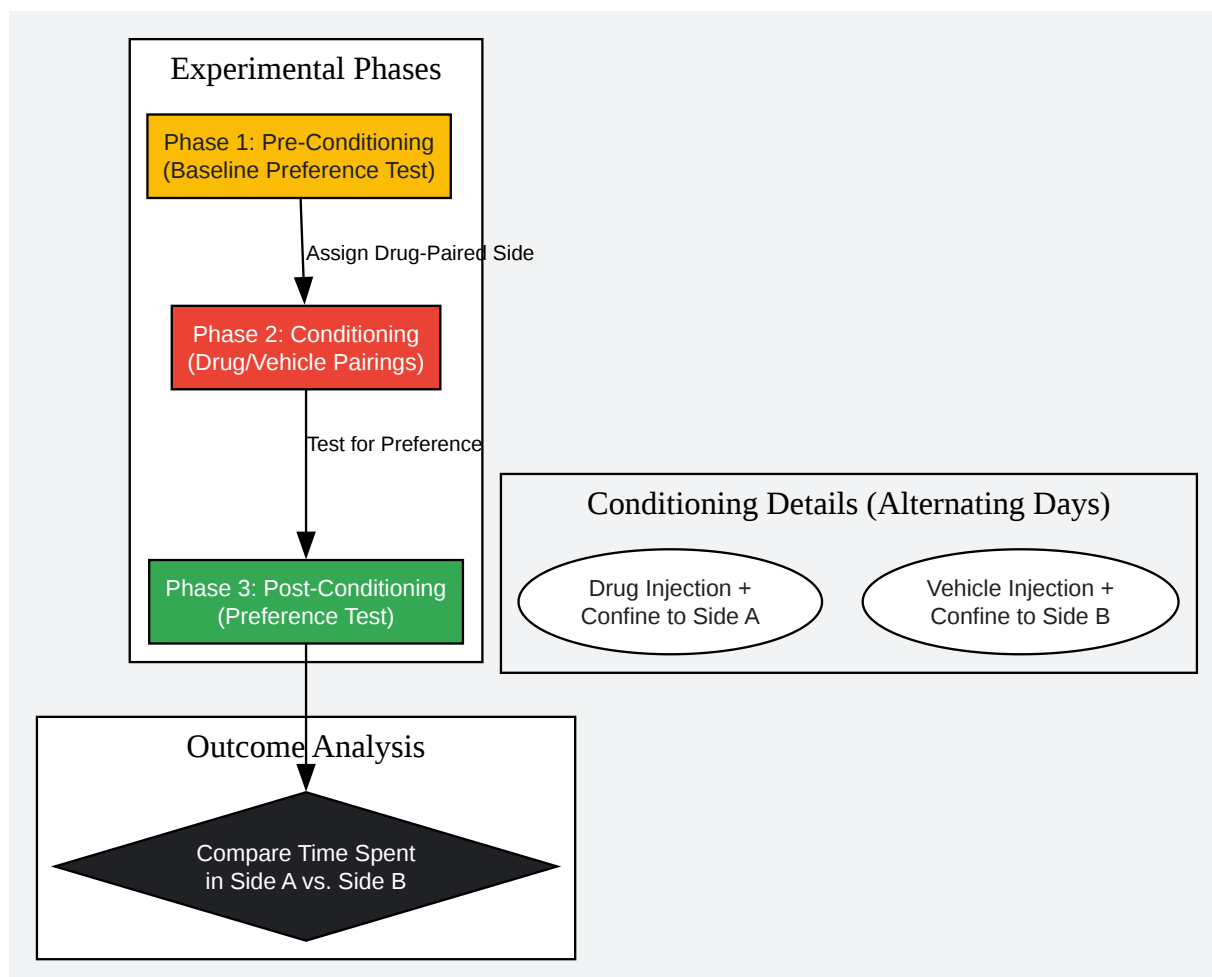 Experimental Phases
Phase 1: Pre-Conditioning
(Baseline Preference Test)
Assign Drug-Paired Side
Phase 2: Conditioning
(Drug/Vehicle Pairings)
Test for Preference
Conditioning Details (Alternating Days)
Drug Injection +
Confine to Side A
Vehicle Injection +
Confine to Side B
Phase 3: Post-Conditioning
(Preference Test)
Outcome Analysis
Compare Time Spent
in Side A vs. Side B